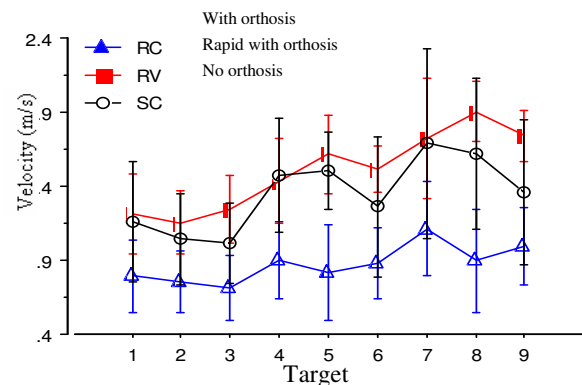 With orthosis
Rapid with orthosis
No orthosis
RC
RV
SC
Velocity (m/s)
2.4
.9
.4
.9
.4
1 2 3 4 5 6 7 8 9
Target